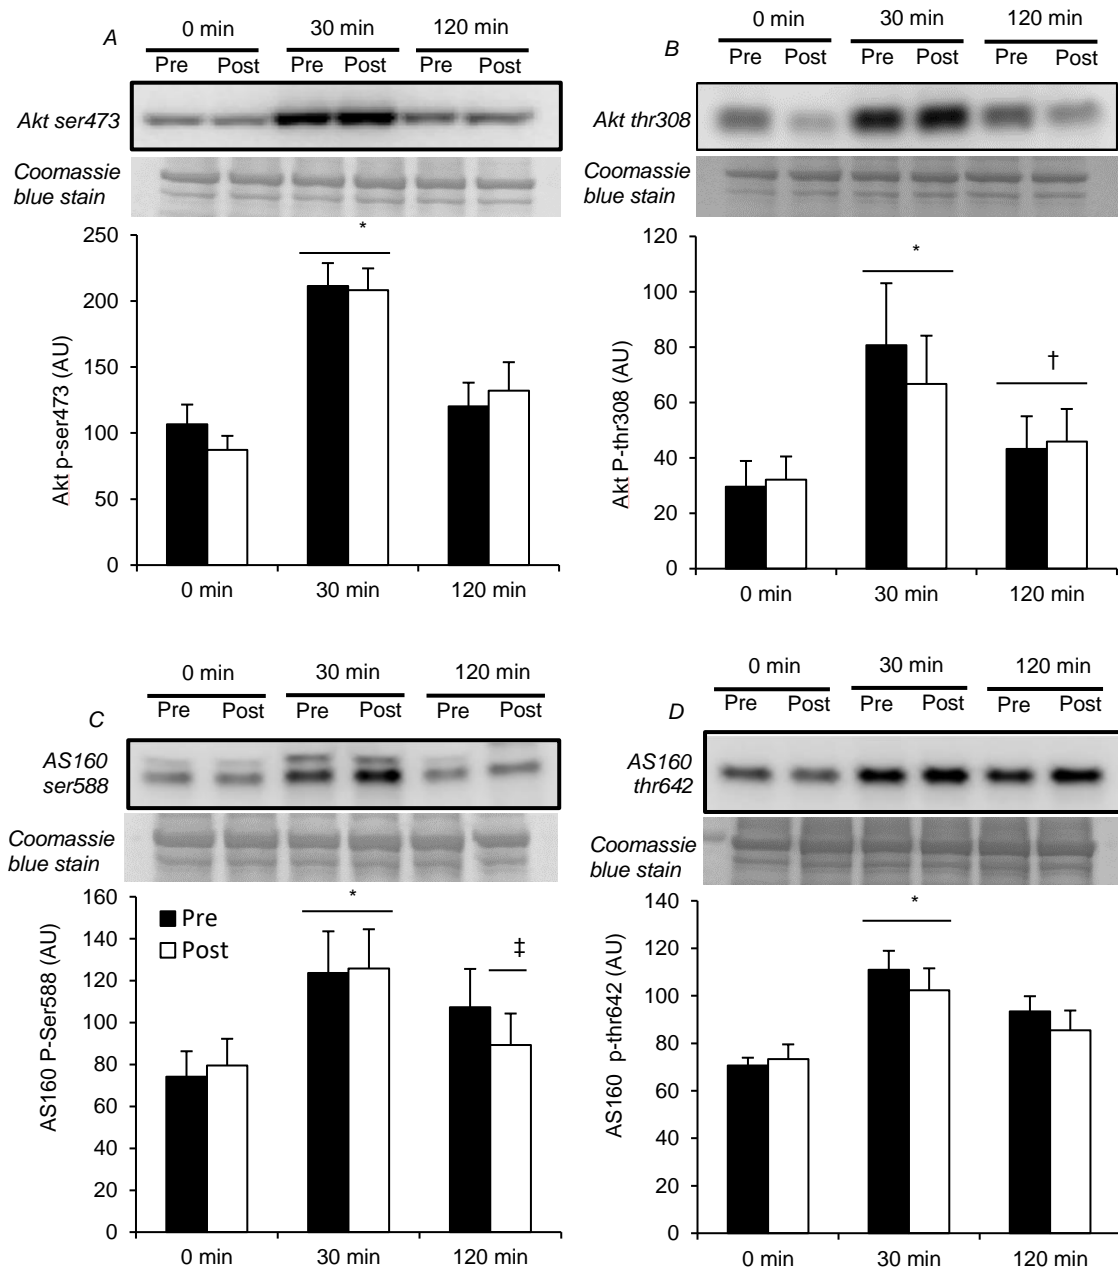 A
0 min 30 min 120 min
Pre Post Pre Post Pre Post
Akt ser473
Coomassie
blue stain
*
250
200
150
100
50
0
Akt p-ser473 (AU)
0 min 30 min 120 min
B
0 min 30 min 120 min
Pre Post Pre Post Pre Post
Akt thr308
Coomassie
blue stain
*
†
120
100
80
60
40
20
0
Akt P-thr308 (AU)
0 min 30 min 120 min
C
0 min 30 min 120 min
Pre Post Pre Post Pre Post
AS160
ser588
Coomassie
blue stain
Pre
Post
*
‡
160
140
120
100
80
60
40
20
0
AS160 P-Ser588 (AU)
0 min 30 min 120 min
D
0 min 30 min 120 min
Pre Post Pre Post Pre Post
AS160
thr642
Coomassie
blue stain
*
140
120
100
80
60
40
20
0
AS160 p-thr642 (AU)
0 min 30 min 120 min